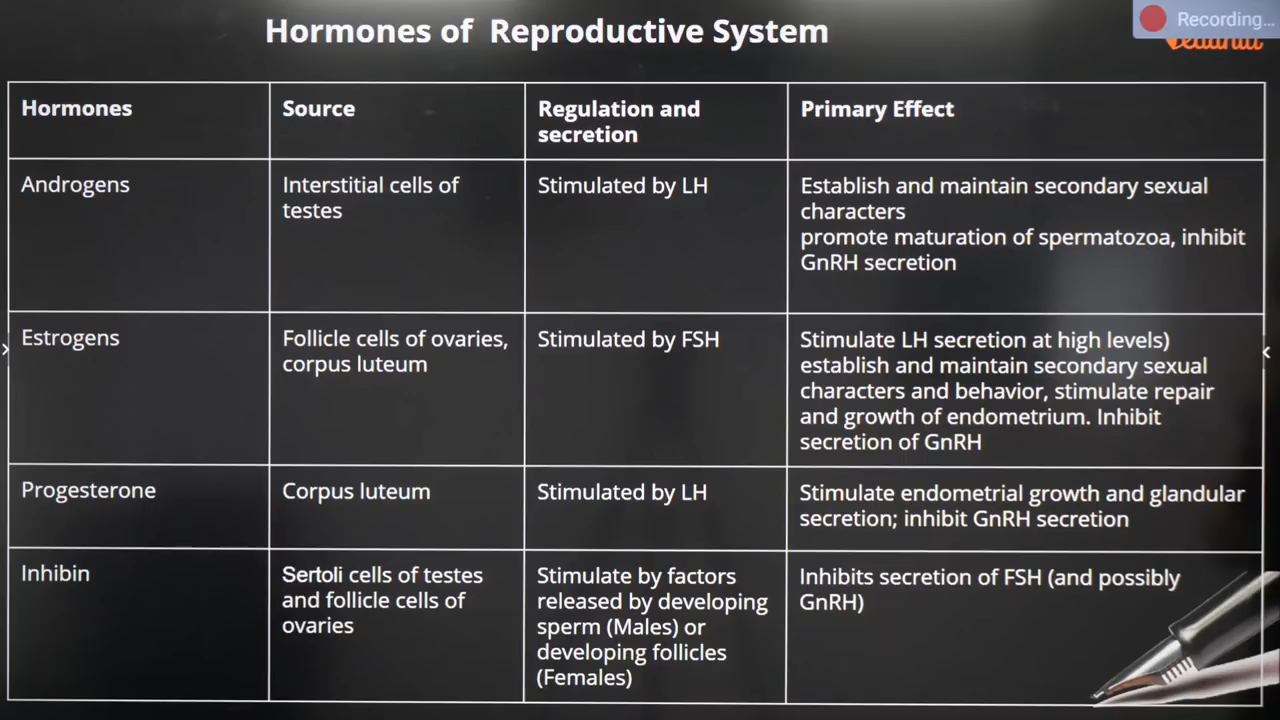 Hormones of Reproductive System
Recording...
Hormones
Source
Regulation and
secretion
Primary Effect
Androgens
Interstitial cells of
testes
Stimulated by LH
Establish and maintain secondary sexual
characters
promote maturation of spermatozoa, inhibit
GnRH secretion
Estrogens
Follicle cells of ovaries,
corpus luteum
Stimulated by FSH
Stimulate LH secretion at high levels)
establish and maintain secondary sexual
characters and behavior, stimulate repair
and growth of endometrium. Inhibit
secretion of GnRH
Progesterone
Corpus luteum
Stimulated by LH
Stimulate endometrial growth and glandular
secretion; inhibit GnRH secretion
Inhibin
Sertoli cells of testes
and follicle cells of
ovaries
Stimulate by factors
released by developing
sperm (Males) or
developing follicles
(Females)
Inhibits secretion of FSH (and possibly
GnRH)